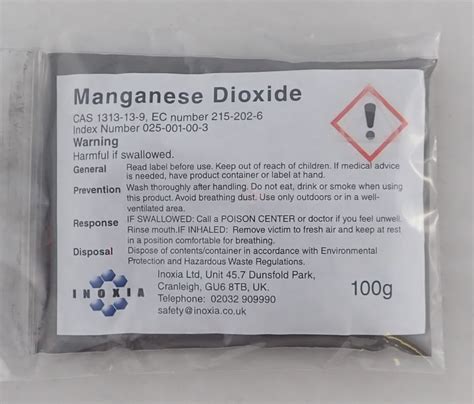 Manganese Dioxide
CAS 1313-13-9, EC number 215-202-6
Index Number 025-001-00-3
Warning
Harmful if swallowed.
General Read label before use. Keep out of reach of children. If medical advice
is needed, have product container or label at hand.
Prevention Wash thoroughly after handling. Do not eat, drink or smoke when using
this product. Avoid breathing dust. Use only outdoors or in a well-
ventilated area.
Response IF SWALLOWED: Call a POISON CENTER or doctor if you feel unwell.
Rinse mouth.IF INHALED: Remove victim to fresh air and keep at rest
in a position comfortable for breathing.
Disposal Dispose of contents/container in accordance with Environmental
Protection and Hazardous Waste Regulations.
INOXIA
Inoxia Ltd, Unit 45.7 Dunsfold Park,
Cranleigh, GU6 8TB, UK.
Telephone: 02032 909990
safety@inoxia.co.uk
100g